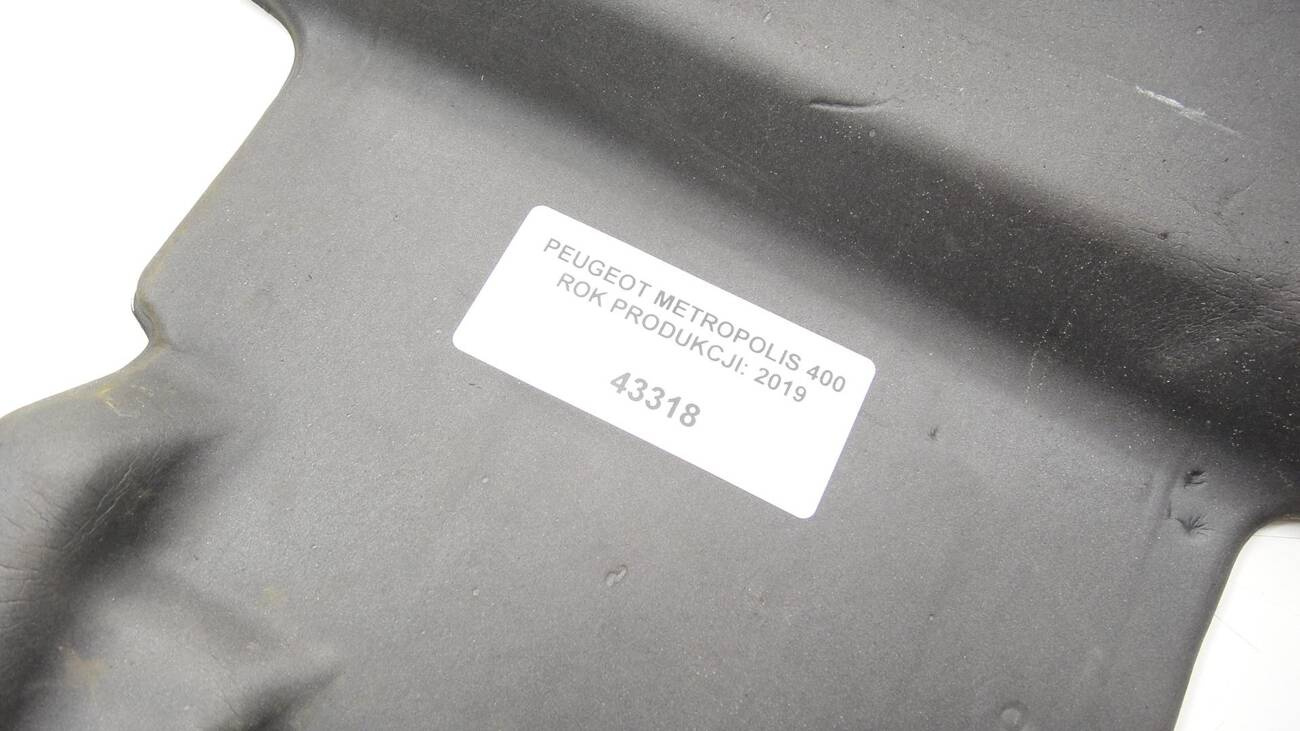 PEUGEOT METROPOLIS 400
ROK PRODUKCJI: 2019
43318